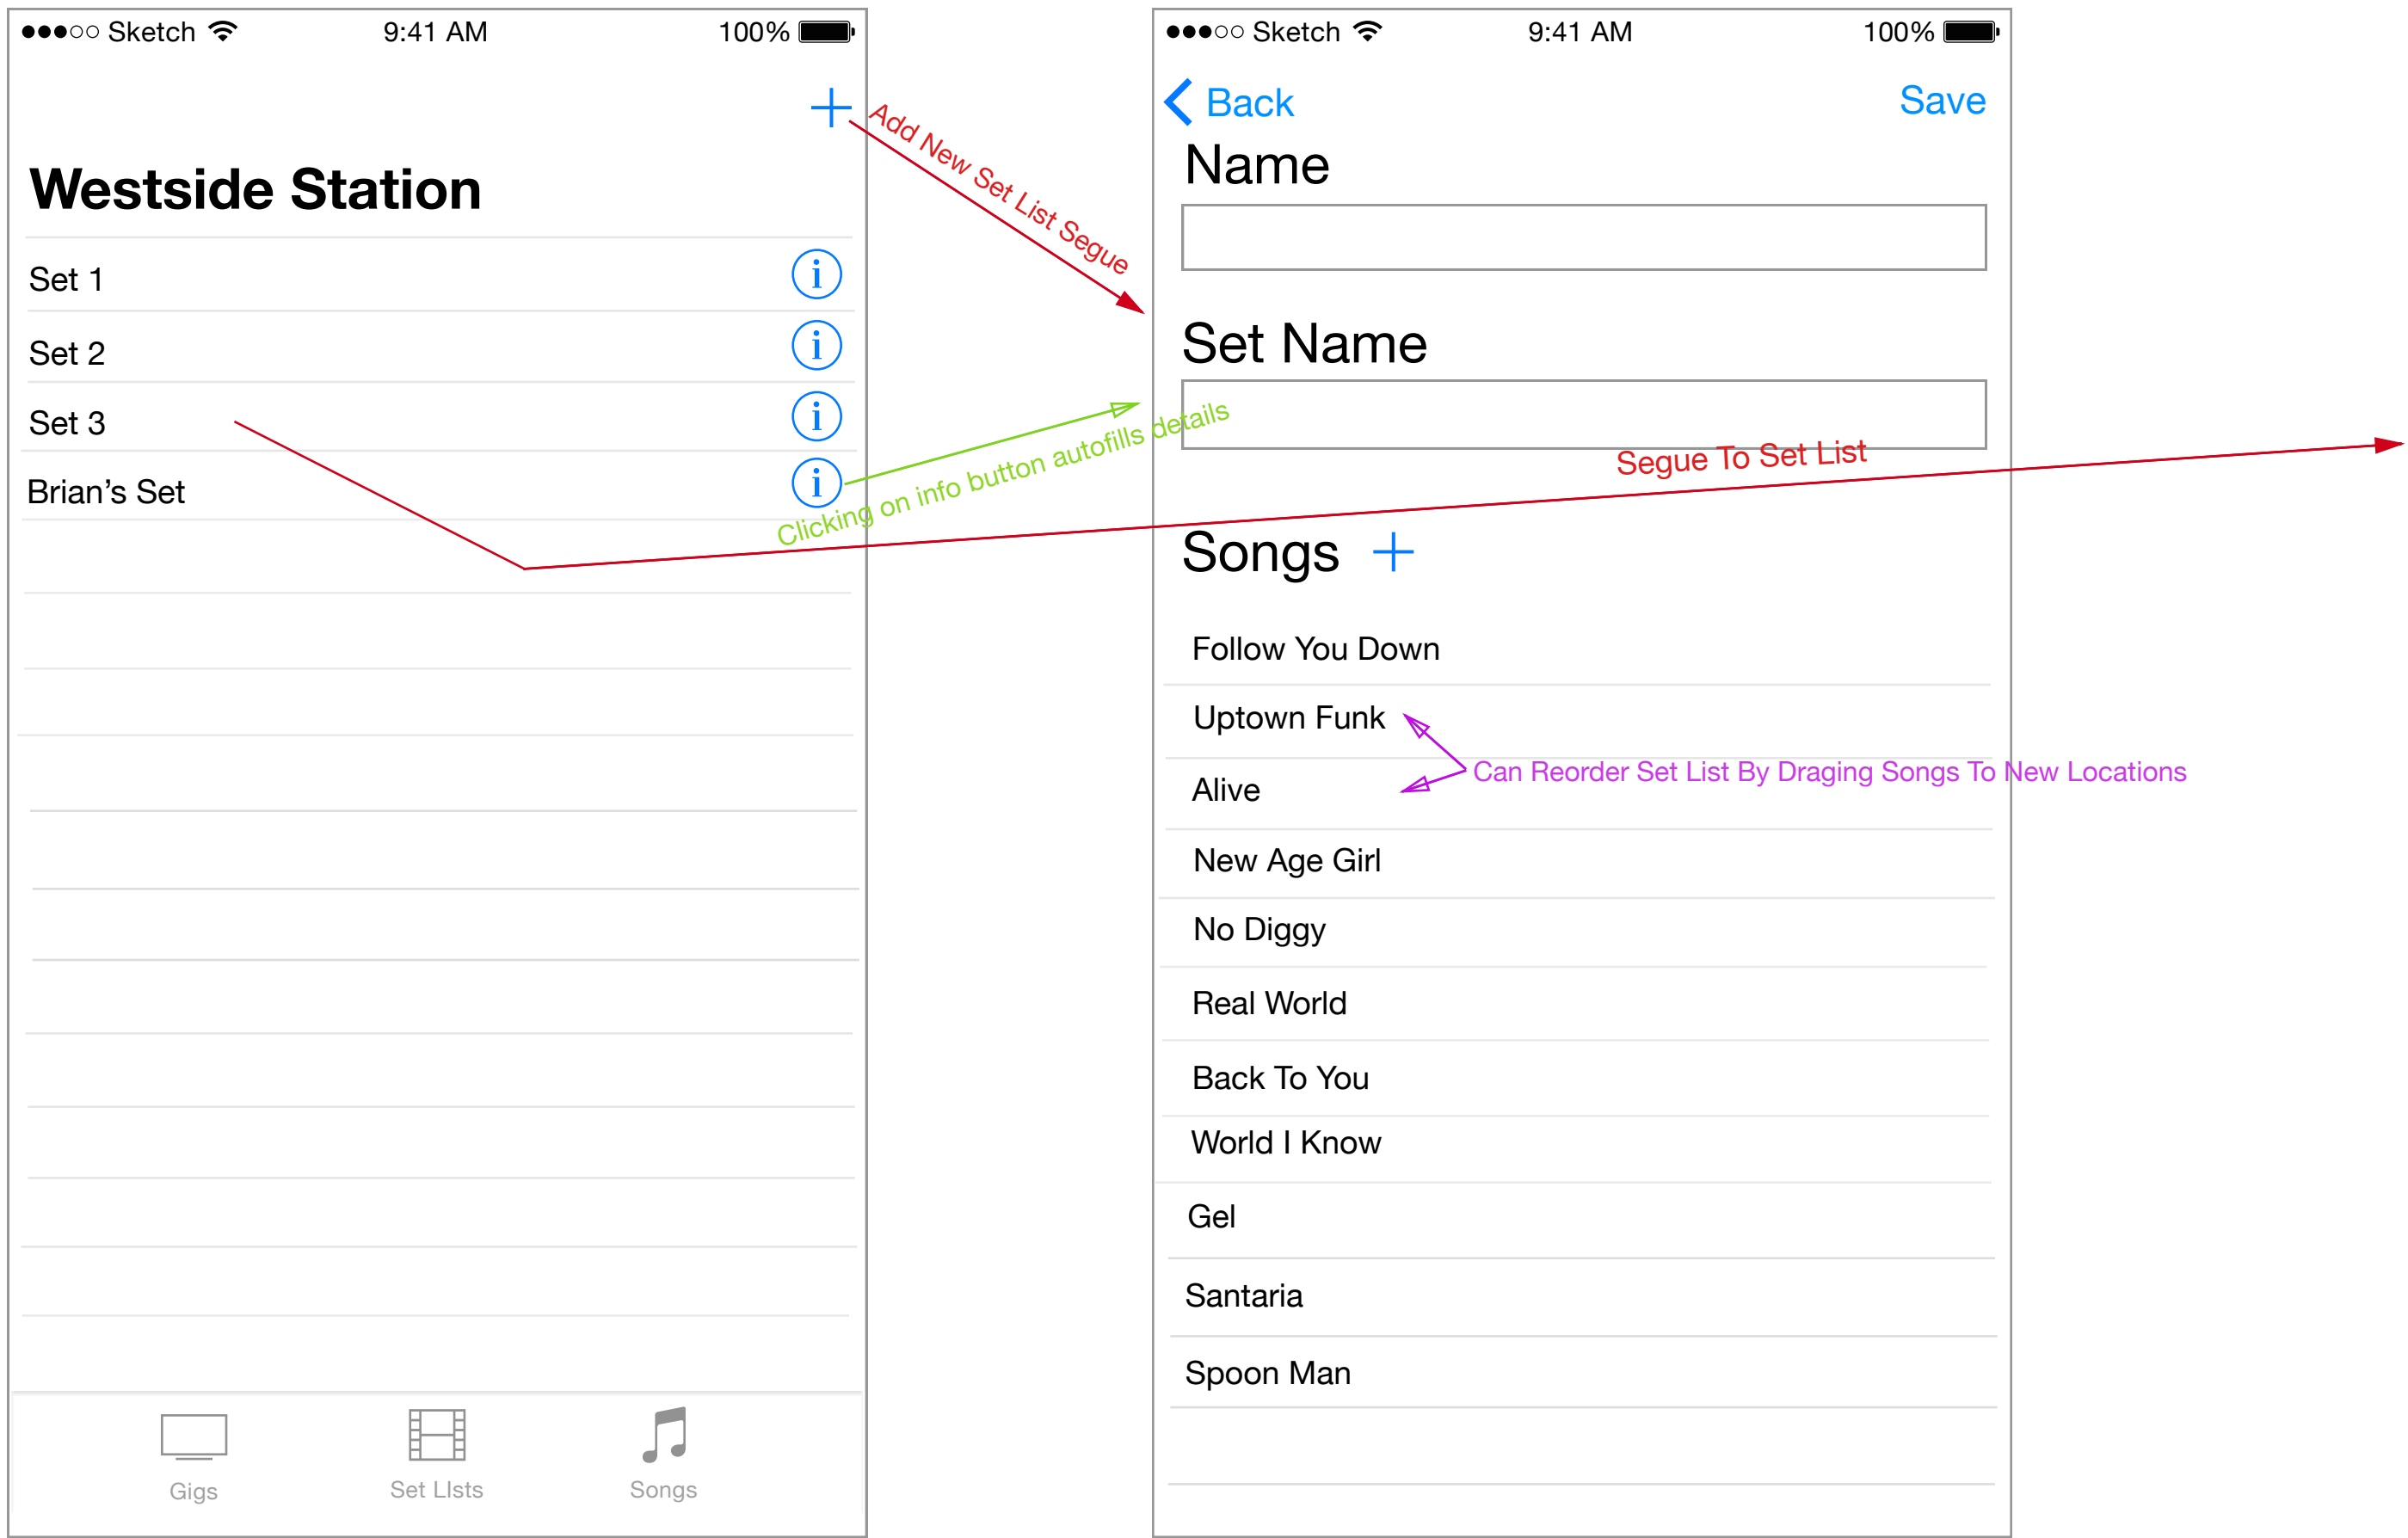 Sketch 9:41 AM 100%
Westside Station
Set 1
Set 2
Set 3
Brian’s Set
Gigs
Set LIsts
Songs
Add New Set List Segue
Clicking on info button autofills details
Segue To Set List
Sketch 9:41 AM 100%
Back
Save
Name
Set Name
Songs
Follow You Down
Uptown Funk
Alive
Can Reorder Set List By Draging Songs To New Locations
New Age Girl
No Diggy
Real World
Back To You
World I Know
Gel
Santaria
Spoon Man